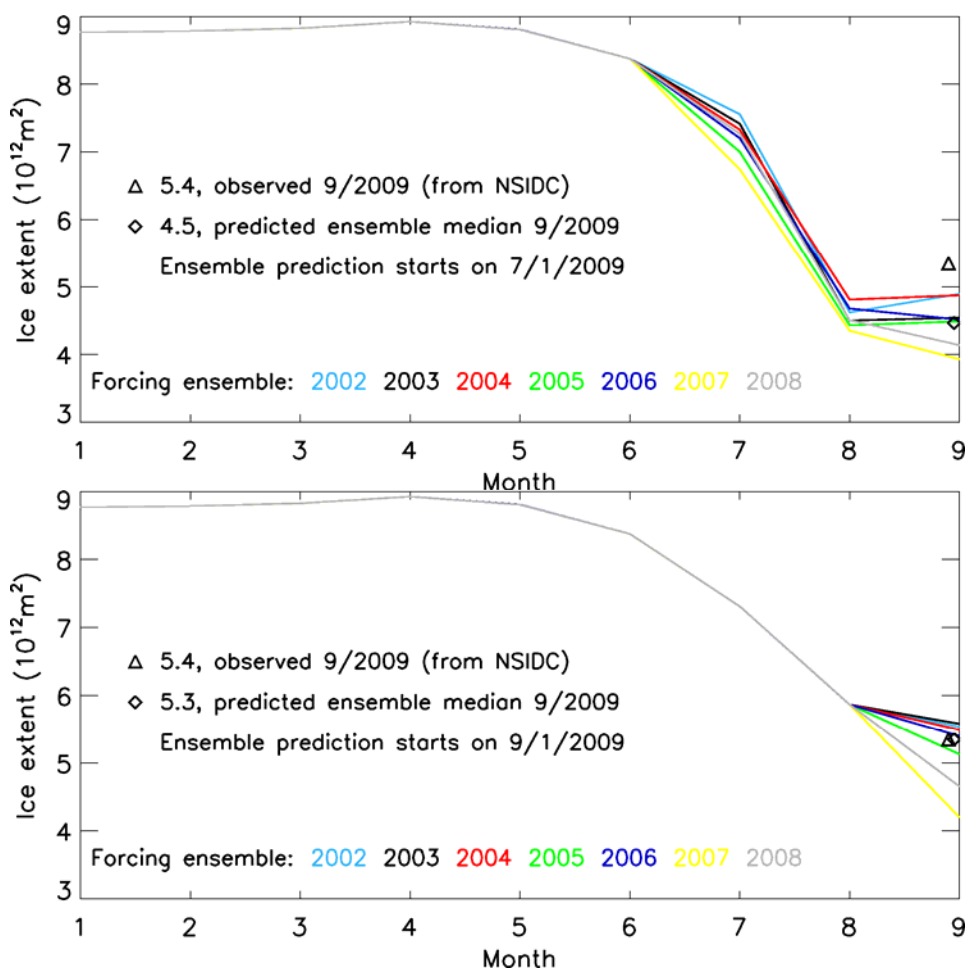 9
8
7
6
5
4
3
Ice extent (10¹²m²)
△ 5.4, observed 9/2009 (from NSIDC)
◇ 4.5, predicted ensemble median 9/2009
Ensemble prediction starts on 7/1/2009
Forcing ensemble: 2002 2003 2004 2005 2006 2007 2008
1 2 3 4 5 6 7 8 9
Month
9
8
7
6
5
4
3
Ice extent (10¹²m²)
△ 5.4, observed 9/2009 (from NSIDC)
◇ 5.3, predicted ensemble median 9/2009
Ensemble prediction starts on 9/1/2009
Forcing ensemble: 2002 2003 2004 2005 2006 2007 2008
1 2 3 4 5 6 7 8 9
Month